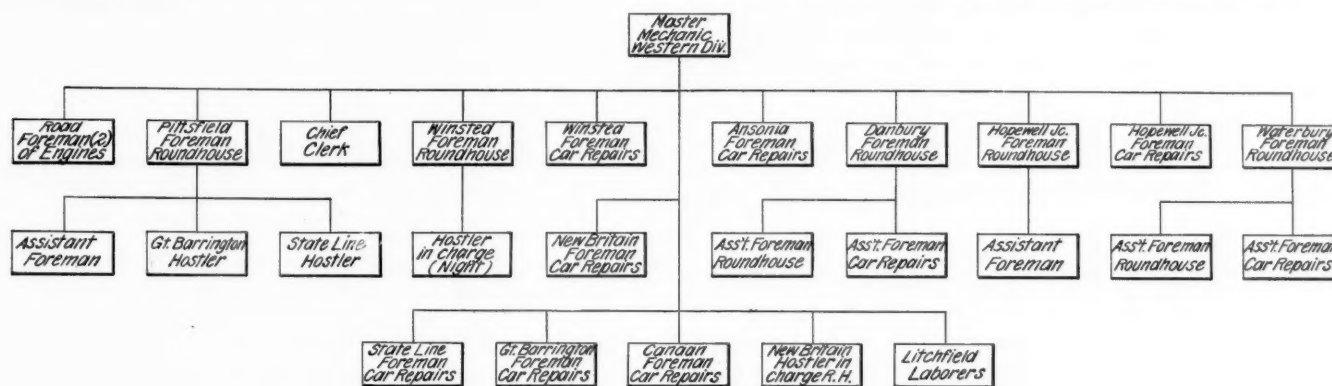 Master
Mechanic
Western Div.
Road
Foreman(2)
of Engines
Pittsfield
Foreman
Roundhouse
Chief
Clerk
Winsted
Foreman
Roundhouse
Winsted
Foreman
Car Repairs
Ansonia
Foreman
Car Repairs
Danbury
Foreman
Roundhouse
Hopewell Jc.
Foreman
Roundhouse
Hopewell Jc.
Foreman
Car Repairs
Waterbury
Foreman
Roundhouse
Assistant
Foreman
Gt. Barrington
Hostler
State Line
Hostler
Hostler
in charge
(Night)
New Britain
Foreman
Car Repairs
Ass't. Foreman
Roundhouse
Ass't. Foreman
Car Repairs
Assistant
Foreman
Ass't. Foreman
Roundhouse
Ass't. Foreman
Car Repairs
State Line
Foreman
Car Repairs
Gt. Barrington
Foreman
Car Repairs
Canaan
Foreman
Car Repairs
New Britain
Hostler in
charge R.H.
Litchfield
Laborers